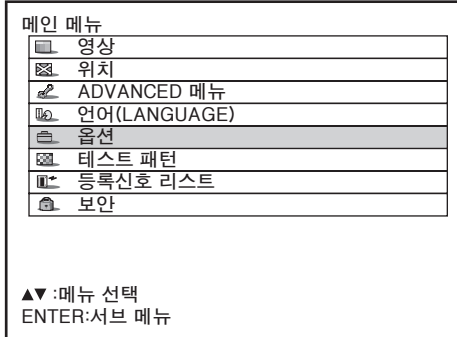 메인 메뉴
영상
위치
ADVANCED 메뉴
언어(LANGUAGE)
옵션
테스트 패턴
등록신호 리스트
보안
▲▼ :메뉴 선택
ENTER:서브 메뉴